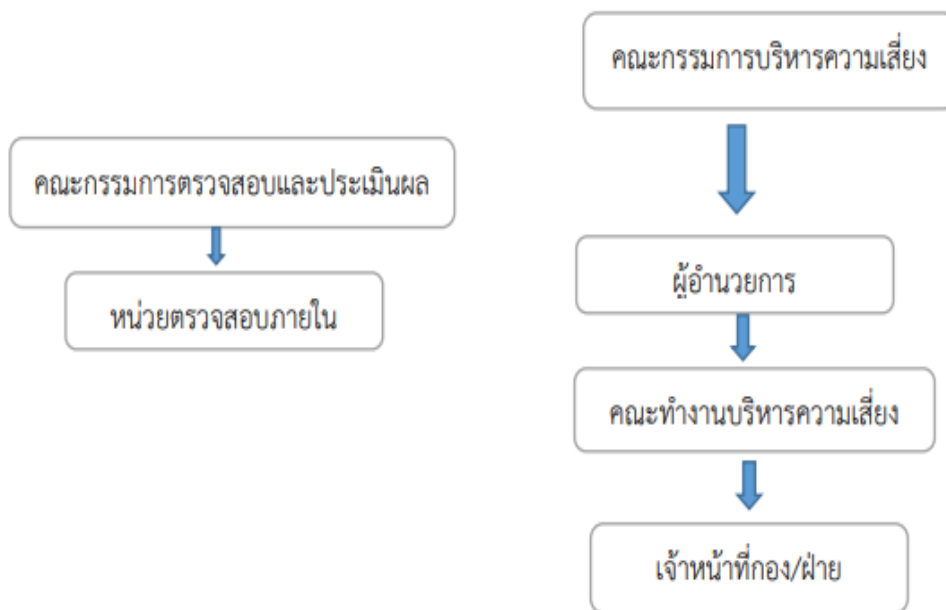 คณะกรรมการบริหารความเสี่ยง
คณะกรรมการตรวจสอบและประเมินผล
ผู้อำนวยการ
หน่วยตรวจสอบภายใน
คณะทำงานบริหารความเสี่ยง
เจ้าหน้าที่กอง/ฝ่าย